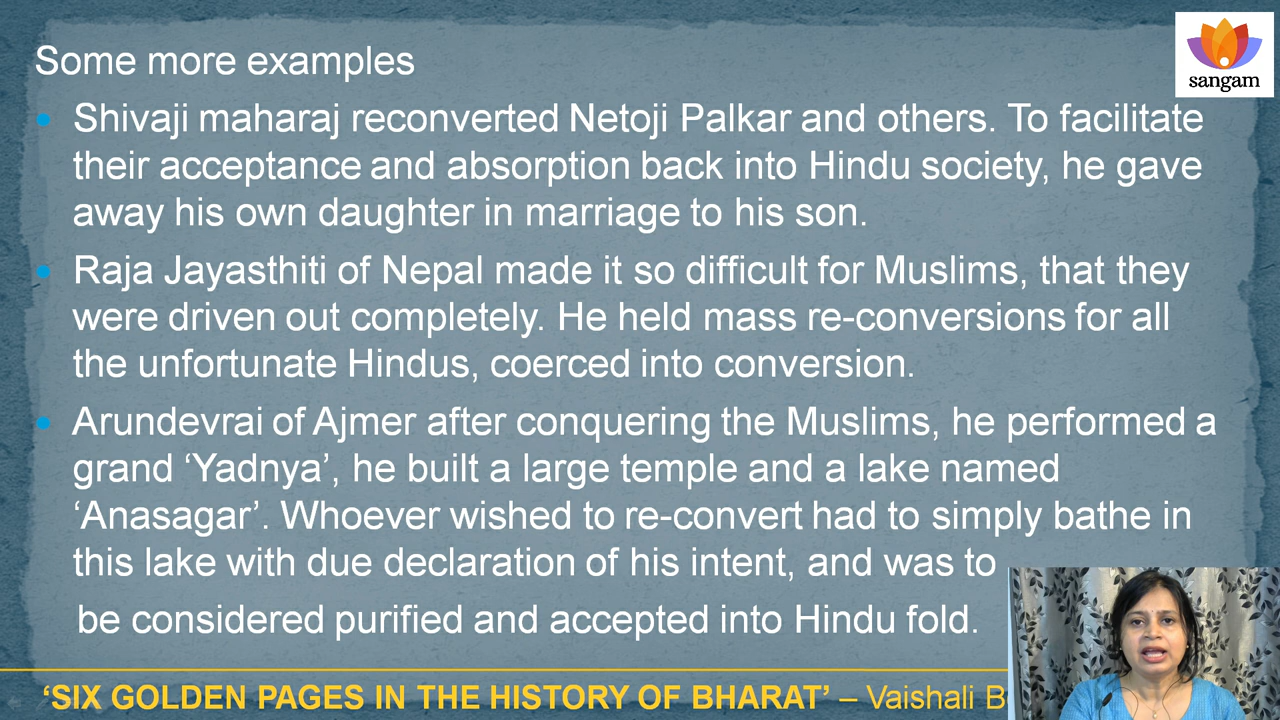 Some more examples
sangam
• Shivaji maharaj reconverted Netoji Palkar and others. To facilitate
their acceptance and absorption back into Hindu society, he gave
away his own daughter in marriage to his son.
• Raja Jayasthiti of Nepal made it so difficult for Muslims, that they
were driven out completely. He held mass re-conversions for all
the unfortunate Hindus, coerced into conversion.
• Arundevrai of Ajmer after conquering the Muslims, he performed a
grand ‘Yadnya’, he built a large temple and a lake named
‘Anasagar’. Whoever wished to re-convert had to simply bathe in
this lake with due declaration of his intent, and was to
be considered purified and accepted into Hindu fold.
‘SIX GOLDEN PAGES IN THE HISTORY OF BHARAT’ – Vaishali